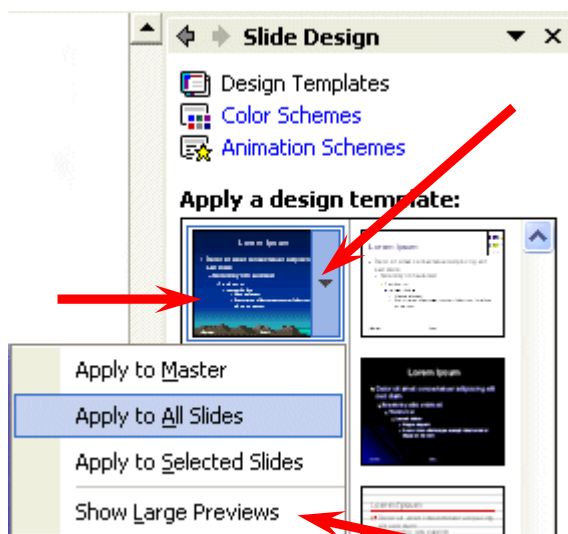 Slide Design
Design Templates
Color Schemes
Animation Schemes
Apply a design template:
Lorem Ipsum
Lorem Ipsum
Apply to Master
Apply to All Slides
Apply to Selected Slides
Show Large Previews
Lorem Ipsum
Lorem Ipsum